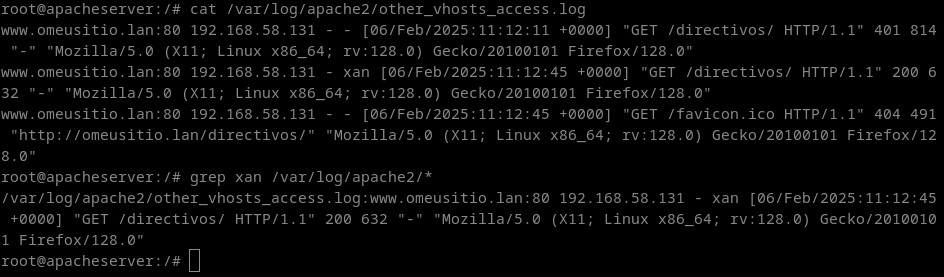 root@apacheserver:/# cat /var/log/apache2/other_vhosts_access.log
www.omeusitio.lan:80 192.168.58.131 - - [06/Feb/2025:11:12:11 +0000] "GET /directivos/ HTTP/1.1" 401 814
 "-" "Mozilla/5.0 (X11; Linux x86_64; rv:128.0) Gecko/20100101 Firefox/128.0"
www.omeusitio.lan:80 192.168.58.131 - xan [06/Feb/2025:11:12:45 +0000] "GET /directivos/ HTTP/1.1" 200 6
32 "-" "Mozilla/5.0 (X11; Linux x86_64; rv:128.0) Gecko/20100101 Firefox/128.0"
www.omeusitio.lan:80 192.168.58.131 - - [06/Feb/2025:11:12:45 +0000] "GET /favicon.ico HTTP/1.1" 404 491
 "http://omeusitio.lan/directivos/" "Mozilla/5.0 (X11; Linux x86_64; rv:128.0) Gecko/20100101 Firefox/12
8.0"
root@apacheserver:/# grep xan /var/log/apache2/*
/var/log/apache2/other_vhosts_access.log:www.omeusitio.lan:80 192.168.58.131 - xan [06/Feb/2025:11:12:45
 +0000] "GET /directivos/ HTTP/1.1" 200 632 "-" "Mozilla/5.0 (X11; Linux x86_64; rv:128.0) Gecko/2010010
1 Firefox/128.0"
root@apacheserver:/#